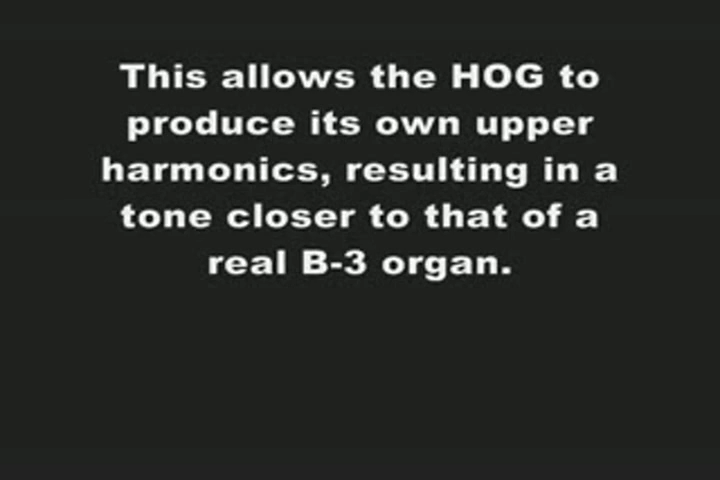 This allows the HOG to
produce its own upper
harmonics, resulting in a
tone closer to that of a
real B-3 organ.